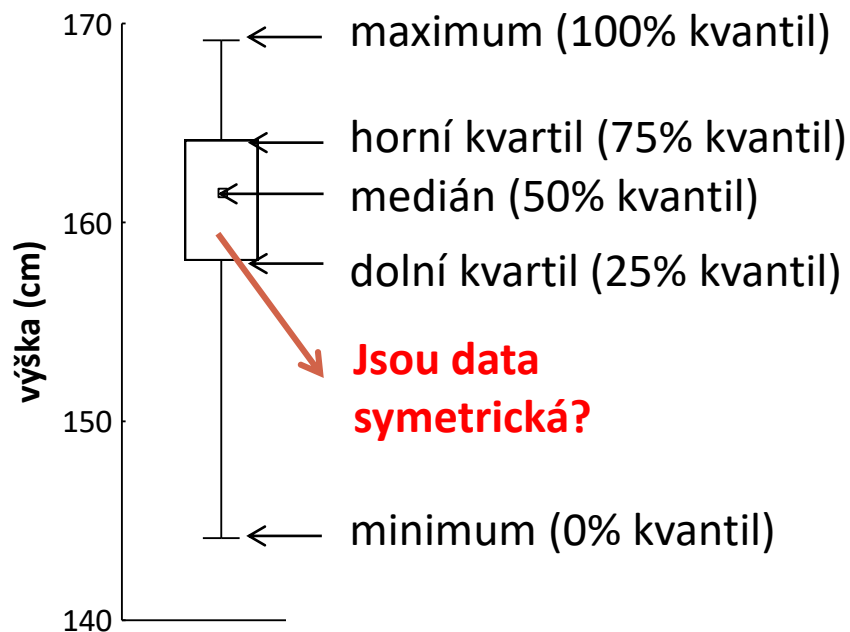 170
maximum (100% kvantil)
horní kvartil (75% kvantil)
medián (50% kvantil)
160
dolní kvartil (25% kvantil)
výška (cm)
Jsou data
symetrická?
150
minimum (0% kvantil)
140